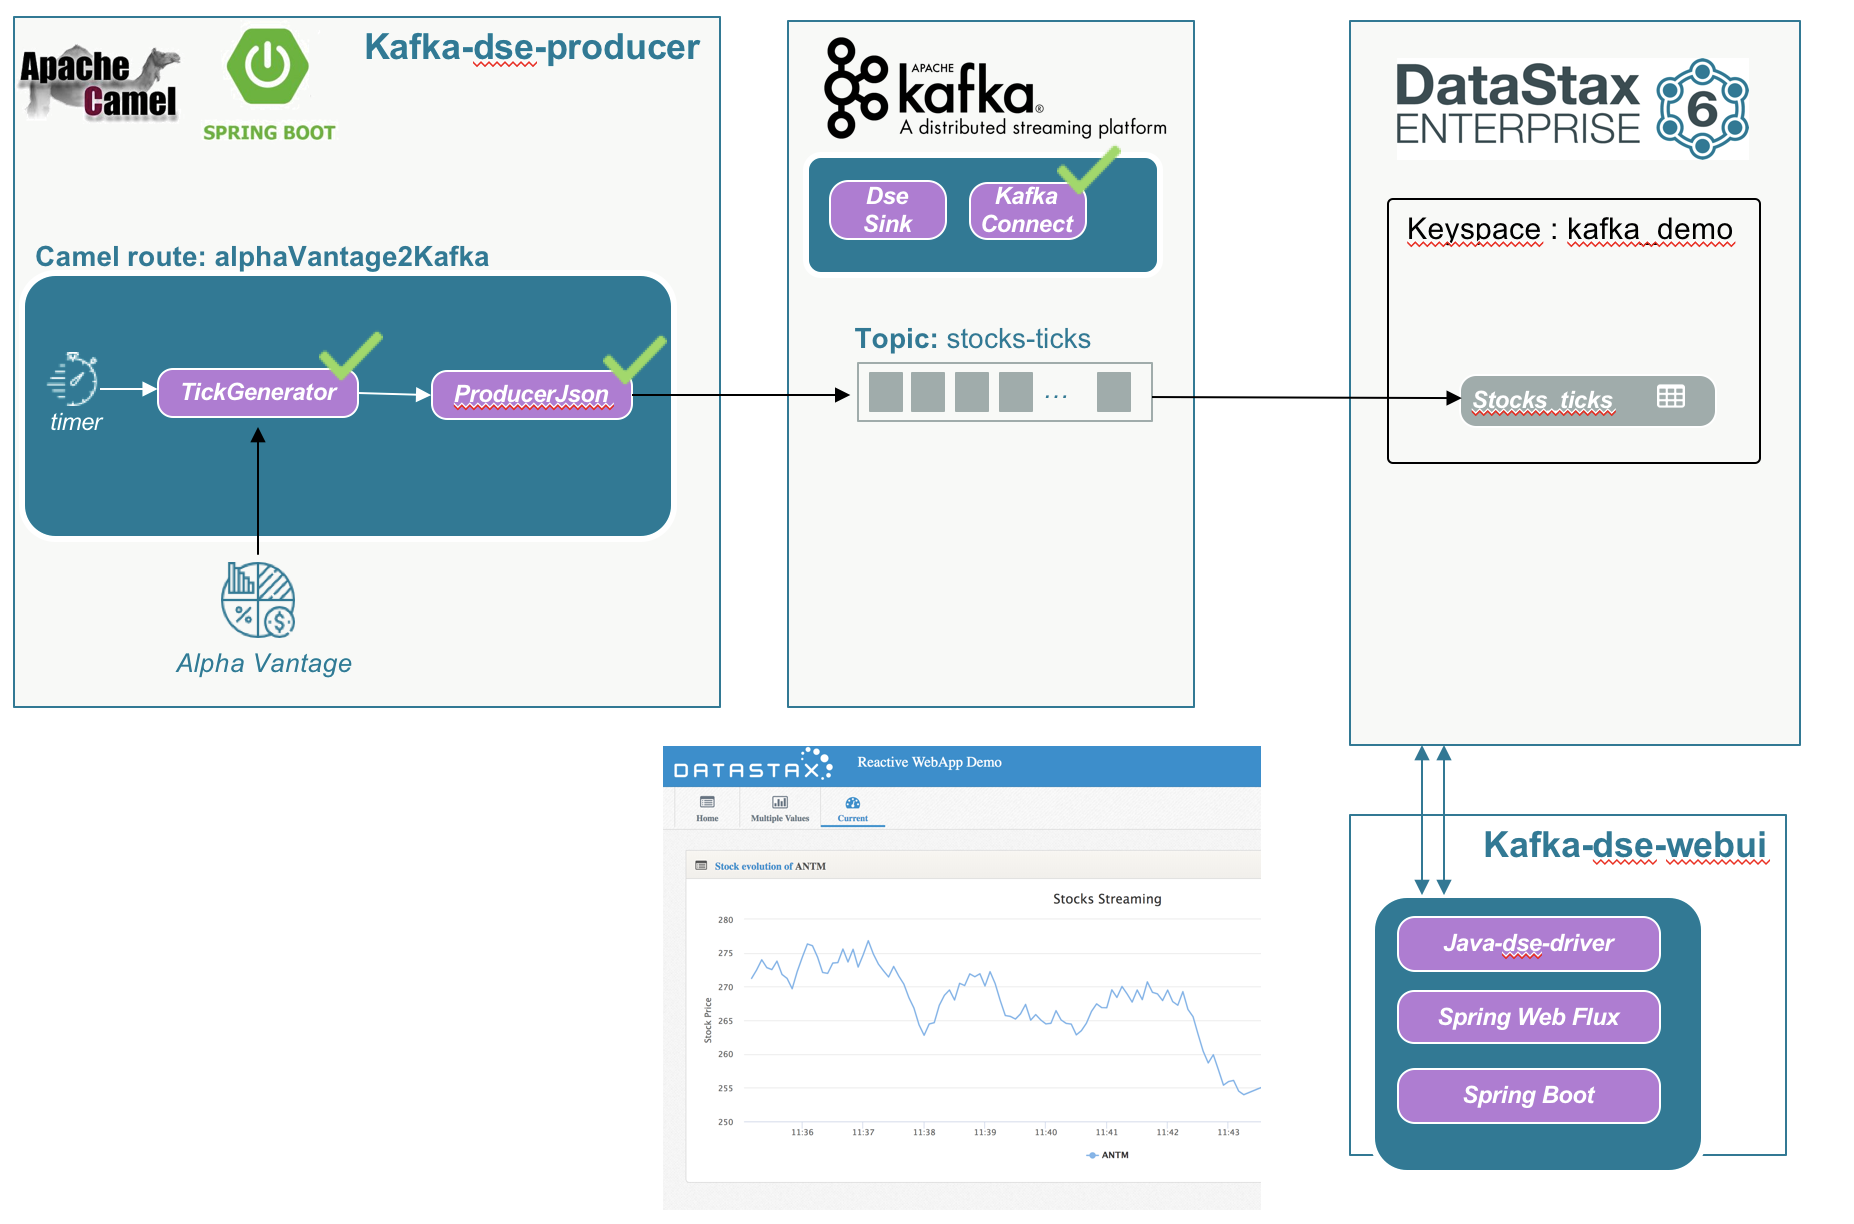 Apache
Camel
SPRING BOOT
Kafka-dse-producer
Camel route: alphaVantage2Kafka
timer
TickGenerator
ProducerJson
Alpha Vantage
APACHE
kafka®
A distributed streaming platform
Dse
Sink
Kafka
Connect
Topic: stocks-ticks
...
DataStax
ENTERPRISE
6
Keyspace : kafka_demo
Stocks_ticks
DATASTAX
Reactive WebApp Demo
Home
Multiple Values
Current
Stock evolution of ANTM
Stocks Streaming
Stock Price
280
275
270
265
260
255
250
11:36
11:37
11:38
11:39
11:40
11:41
11:42
11:43
ANTM
Kafka-dse-webui
Java-dse-driver
Spring Web Flux
Spring Boot